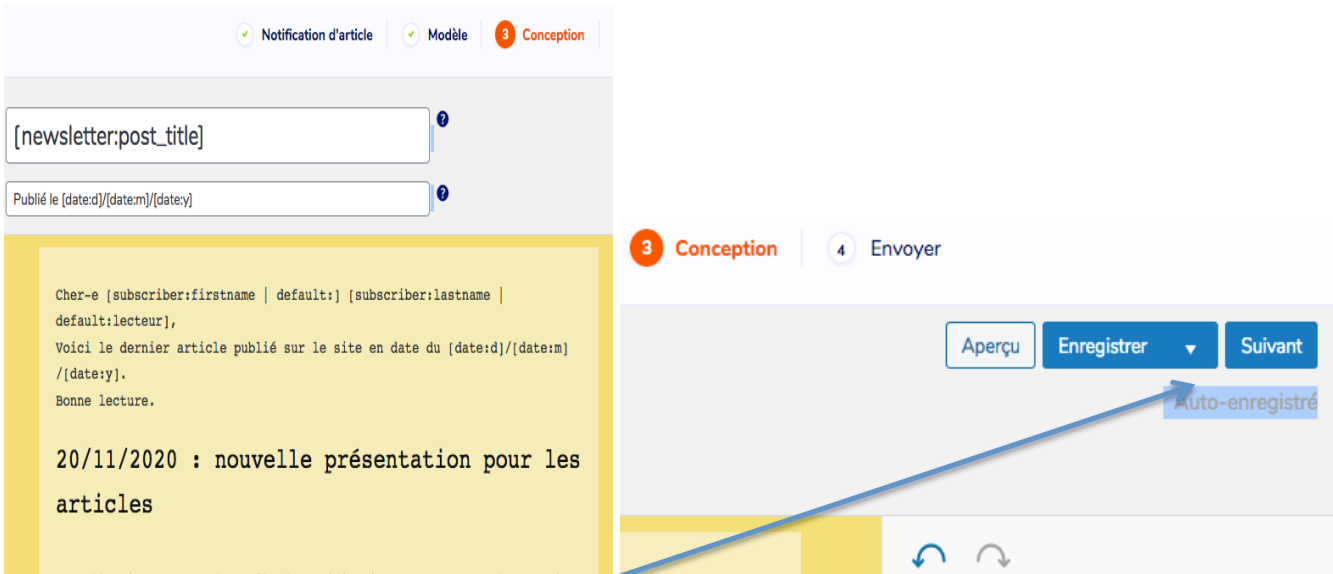 Notification d'article
Modèle
3 Conception
[newsletter:post_title]
?
Publié le [date:d]/[date:m]/[date:y]
?
Cher-e [subscriber:firstname | default:] [subscriber:lastname |
default:lecteur],
Voici le dernier article publié sur le site en date du [date:d]/[date:m]
/[date:y].
Bonne lecture.
20/11/2020 : nouvelle présentation pour les
articles
3 Conception
4 Envoyer
Aperçu
Enregistrer
Suivant
Auto-enregistré